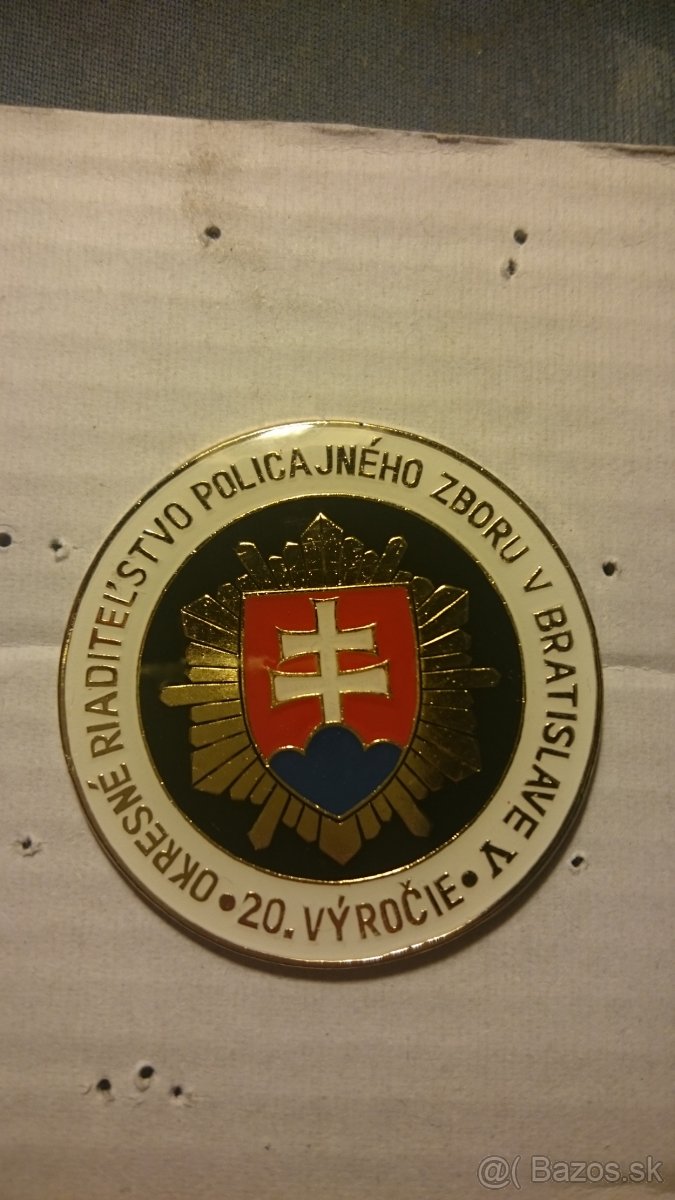 OKRESNÉ RIADITEĽSTVO POLICAJNÉHO ZBORU V BRATISLAVE V
• 20. VÝROČIE •
@( Bazos.sk